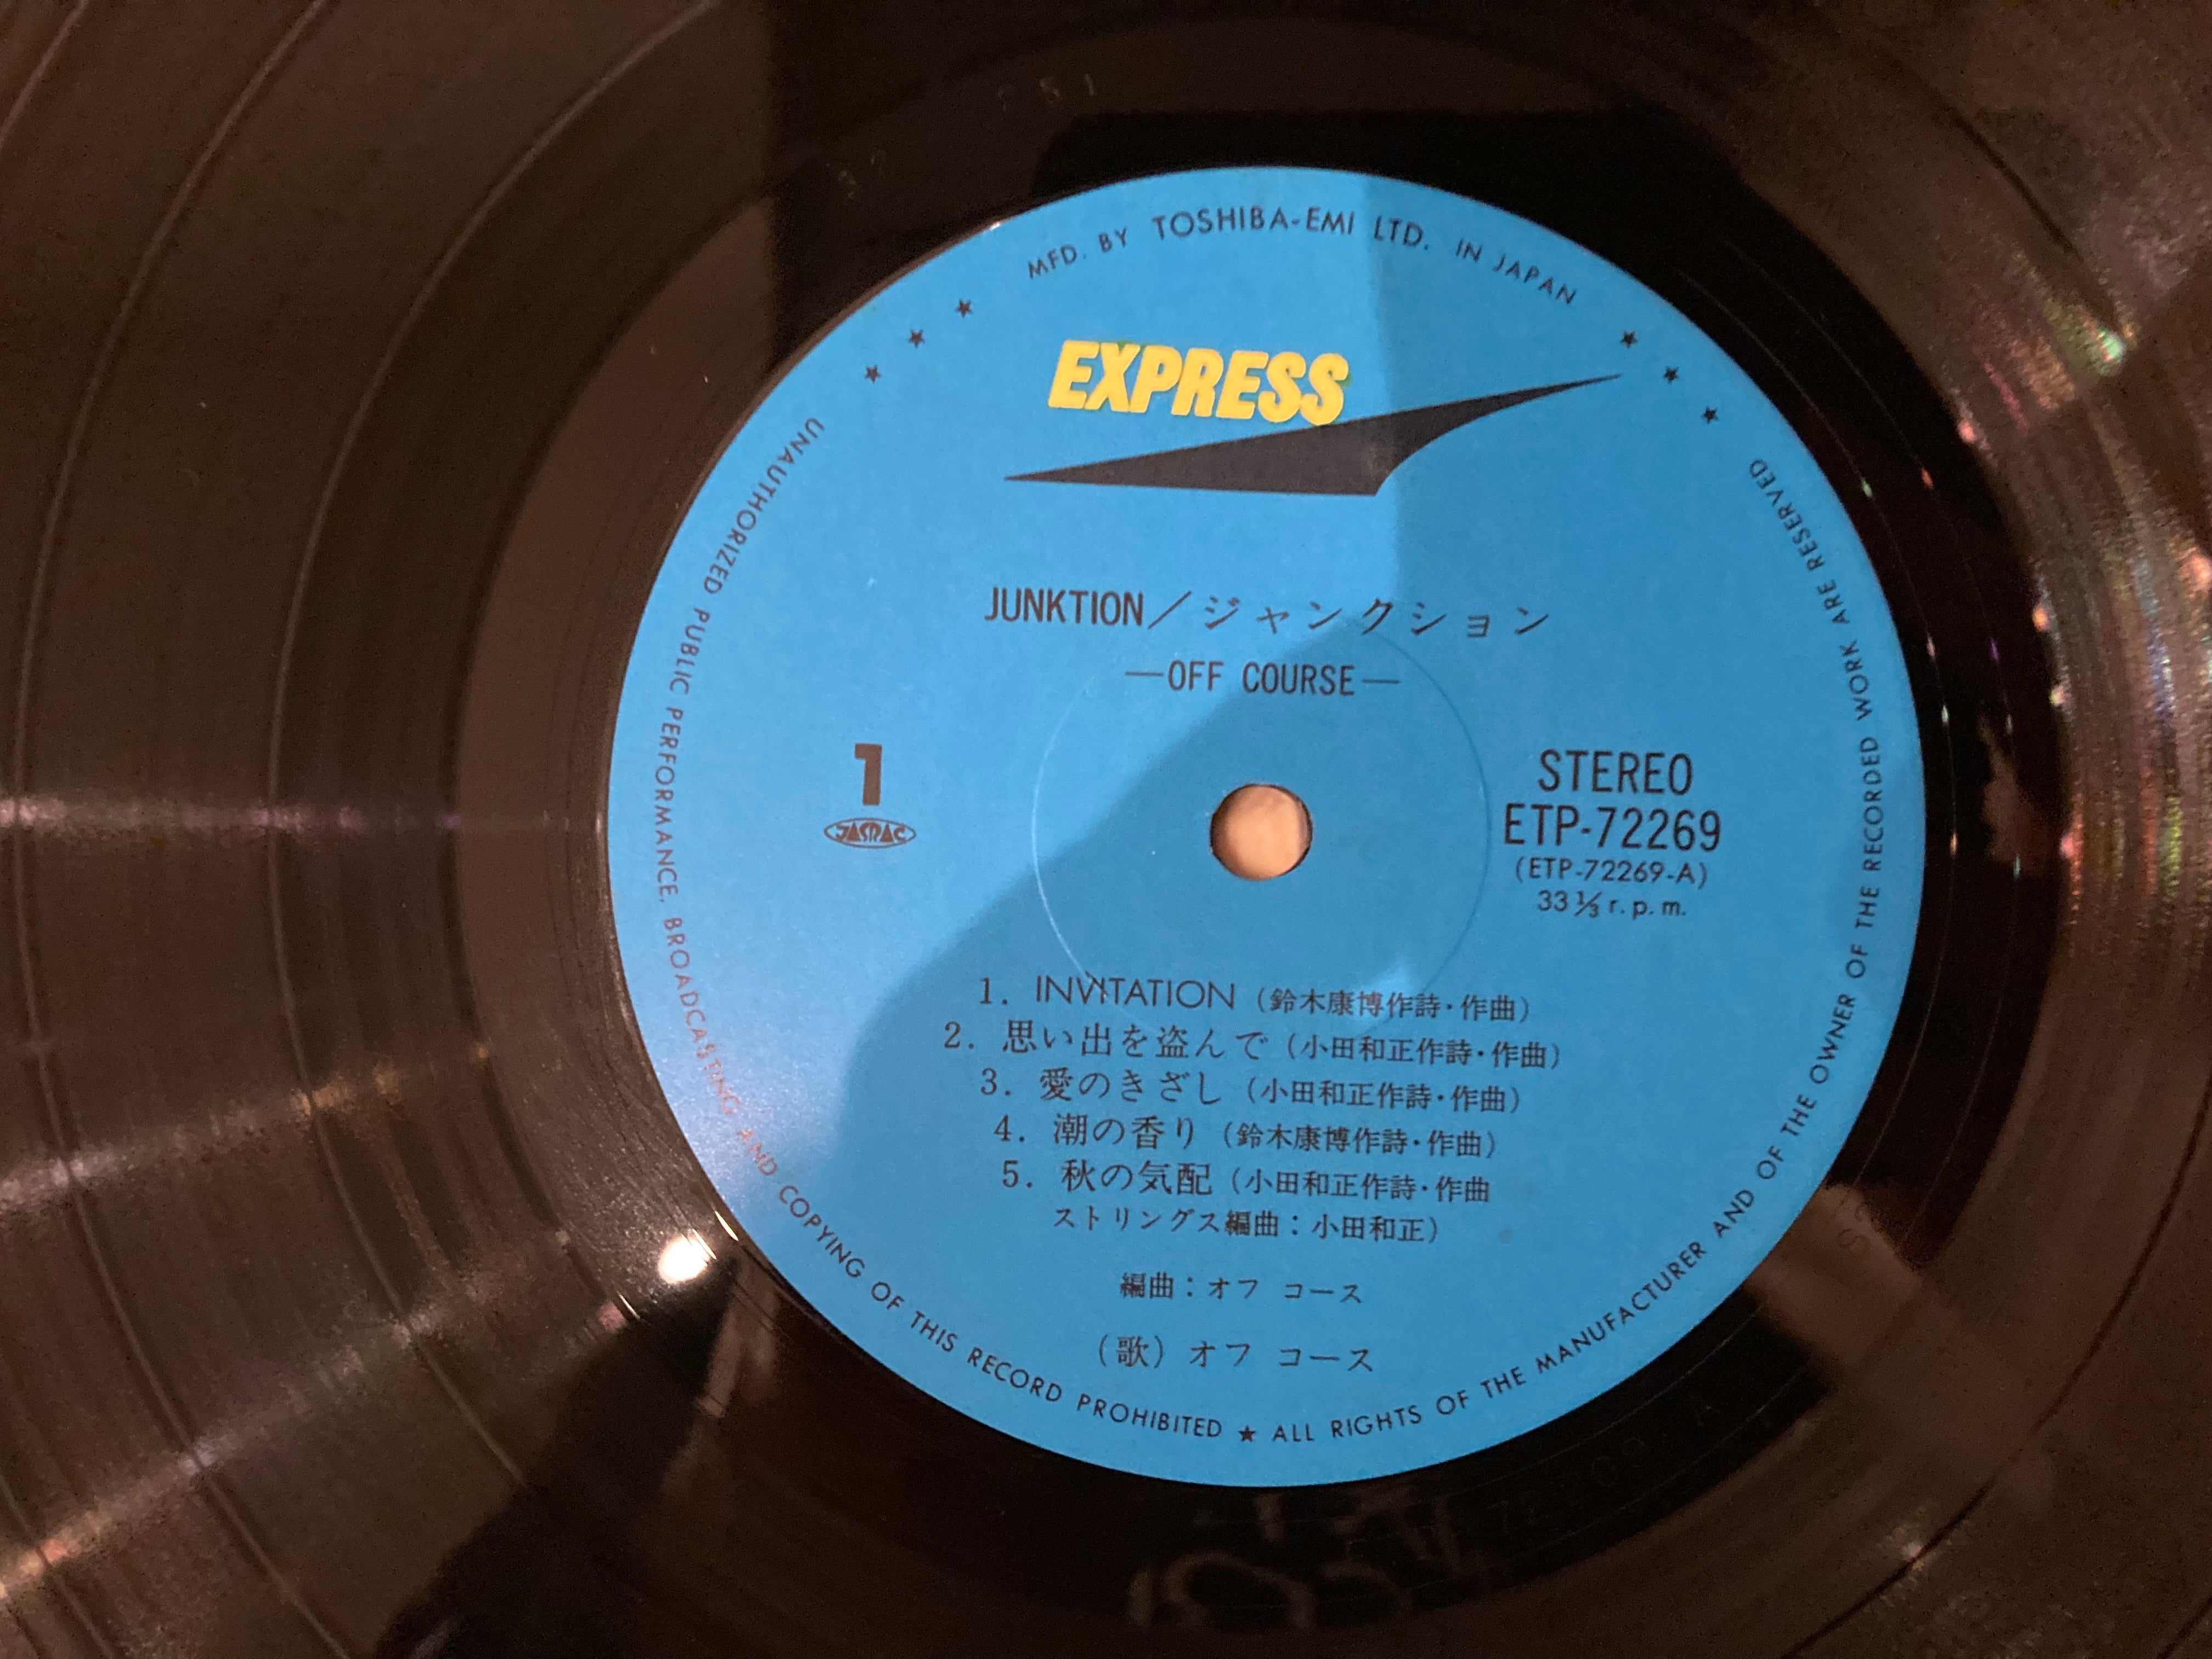 MFD. BY TOSHIBA-EMI LTD. IN JAPAN
EXPRESS
JUNKTION／ジャンクション
—OFF COURSE—
1
JASRAC
STEREO
ETP-72269
(ETP-72269-A)
33 1/3 r.p.m.
1. INVITATION（鈴木康博作詩・作曲）
2. 思い出を盗んで（小田和正作詩・作曲）
3. 愛のきざし（小田和正作詩・作曲）
4. 潮の香り（鈴木康博作詩・作曲）
5. 秋の気配（小田和正作詩・作曲
ストリングス編曲：小田和正）
編曲：オフ コース
（歌）オフ コース
UNAUTHORIZED PUBLIC PERFORMANCE, BROADCASTING AND COPYING OF THIS RECORD PROHIBITED ★ ALL RIGHTS OF THE MANUFACTURER AND OF THE OWNER OF THE RECORDED WORK ARE RESERVED